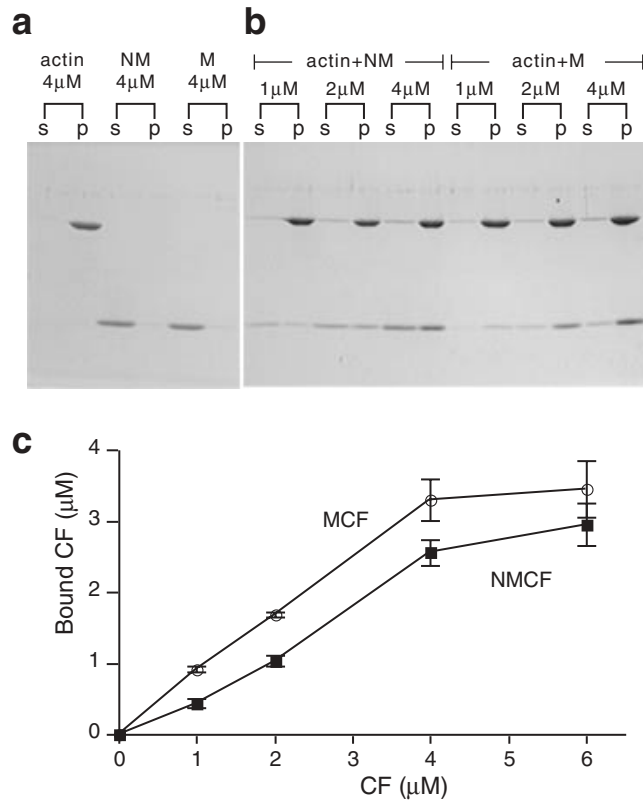 a
actin NM M
4μM 4μM 4μM
s p s p s p
b
actin+NM actin+M
1μM 2μM 4μM 1μM 2μM 4μM
s p s p s p s p s p s p
c
4
3
2
1
0
Bound CF (μM)
MCF
NMCF
0 1 2 3 4 5 6
CF (μM)